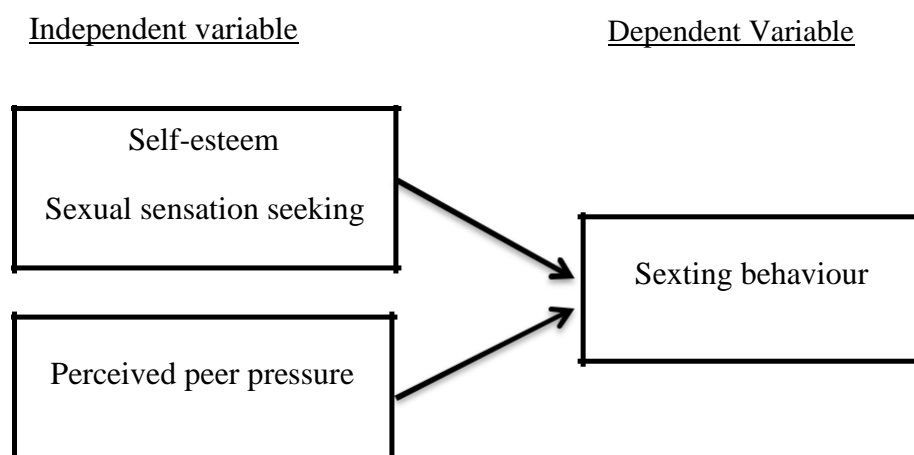 Independent variable
Dependent Variable
Self-esteem
Sexual sensation seeking
Sexting behaviour
Perceived peer pressure